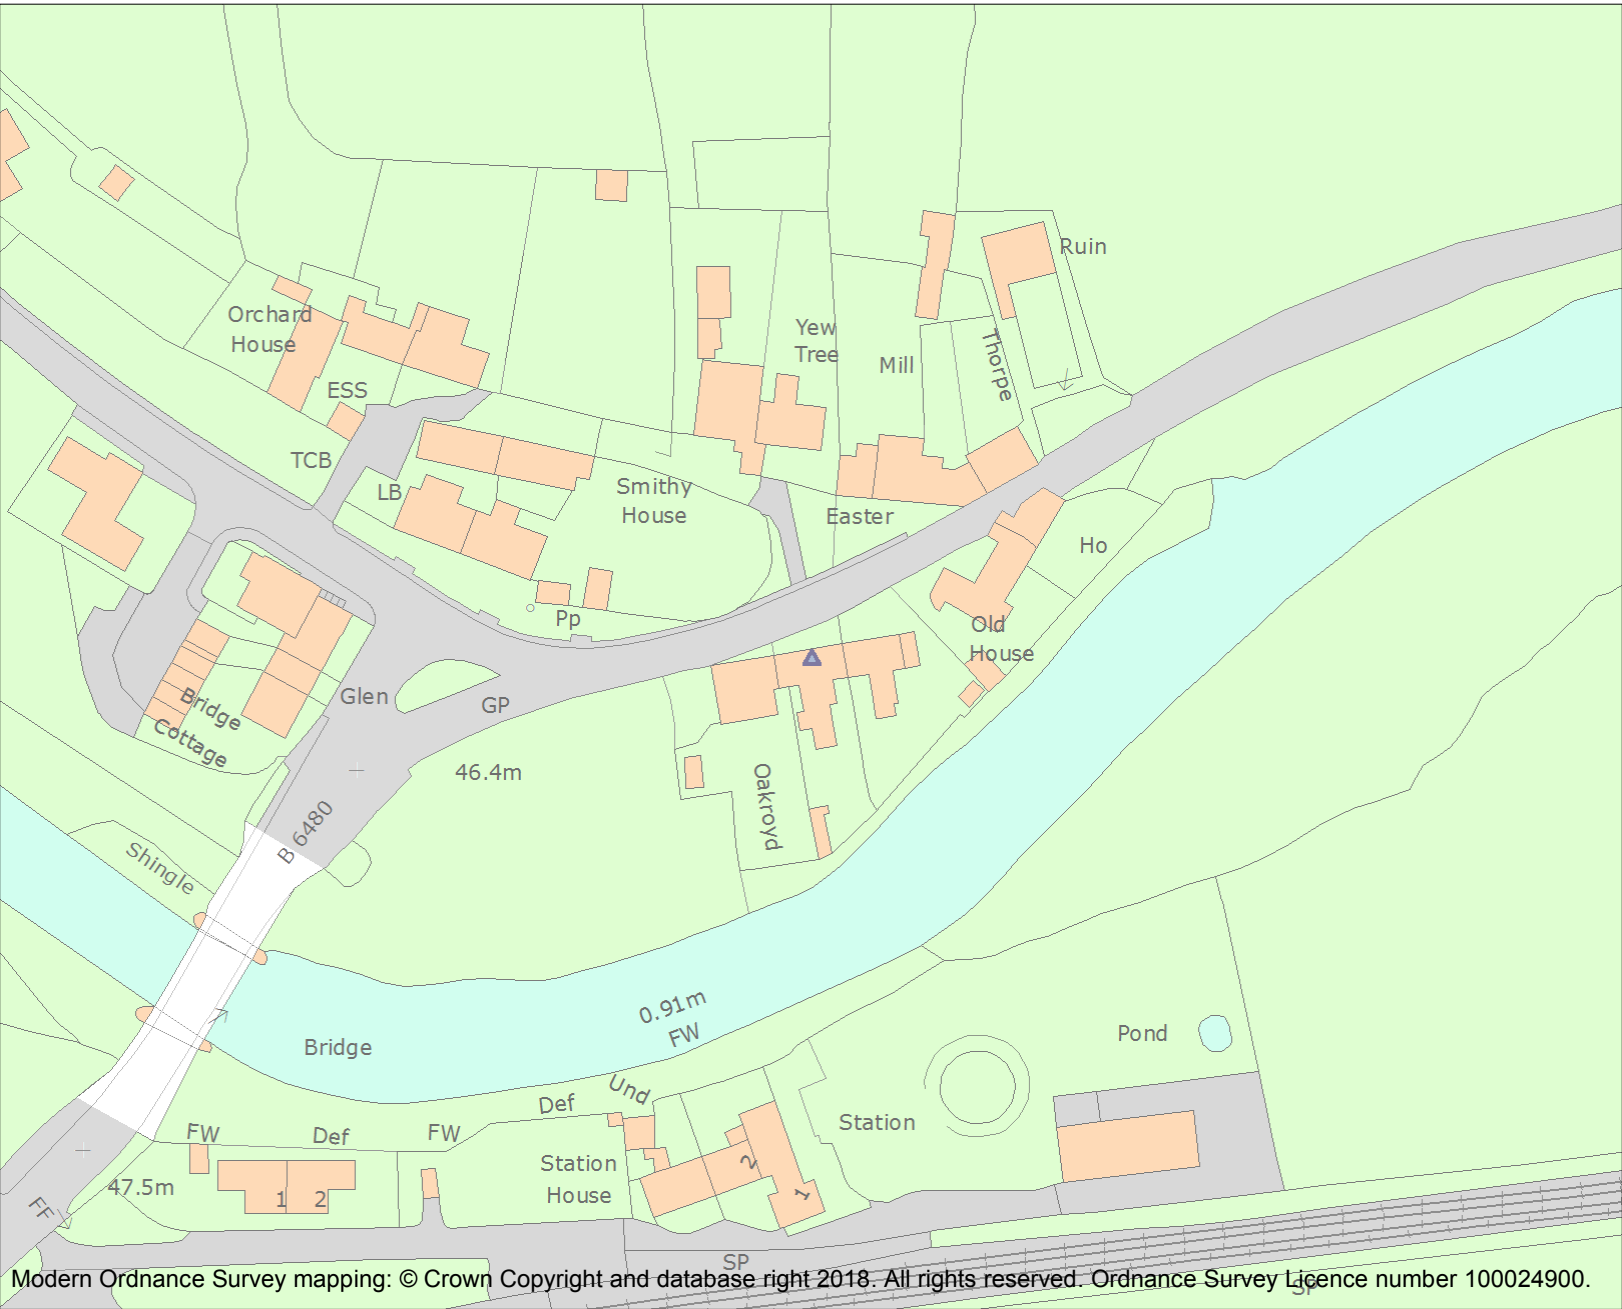 Ruin
Orchard
House
Yew
Tree
Mill
Thorpe
ESS
TCB
LB
Smithy
House
Easter
Ho
Pp
Old
House
Glen
GP
Bridge
Cottage
46.4m
Oakroyd
B 6480
Shingle
0.91m
FW
Bridge
Pond
Und
Def
Station
FW
Def
FW
Station
House
2
1
47.5m
1
2
FF
SP
SP
Modern Ordnance Survey mapping: © Crown Copyright and database right 2018. All rights reserved. Ordnance Survey Licence number 100024900.